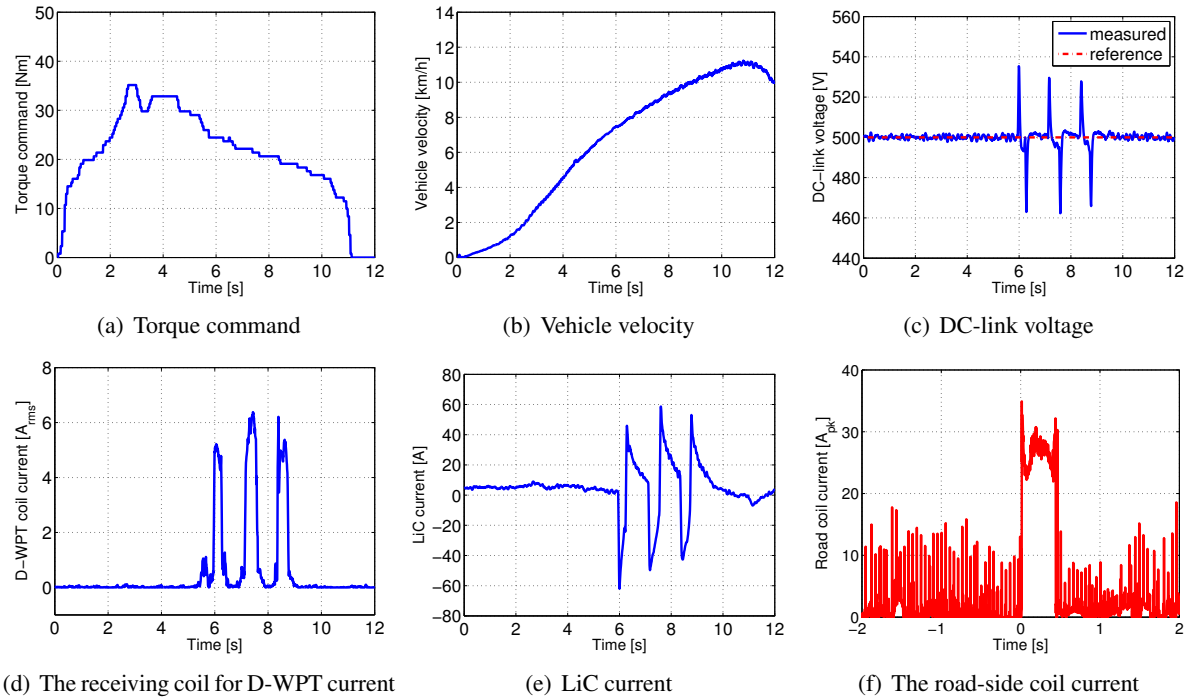 Torque command [Nm]
50
40
30
20
10
0
0 2 4 6 8 10 12
Time [s]
(a) Torque command
Vehicle velocity [km/h]
14
12
10
8
6
4
2
0
0 2 4 6 8 10 12
Time [s]
(b) Vehicle velocity
DC−link voltage [V]
560
540
520
500
480
460
440
measured
reference
0 2 4 6 8 10 12
Time [s]
(c) DC-link voltage
D−WPT coil current [Arms]
8
6
4
2
0
0 2 4 6 8 10 12
Time [s]
(d) The receiving coil for D-WPT current
LiC current [A]
80
60
40
20
0
−20
−40
−60
−80
0 2 4 6 8 10 12
Time [s]
(e) LiC current
Road coil current [Apk]
40
30
20
10
0
−2 −1 0 1 2
Time [s]
(f) The road-side coil current